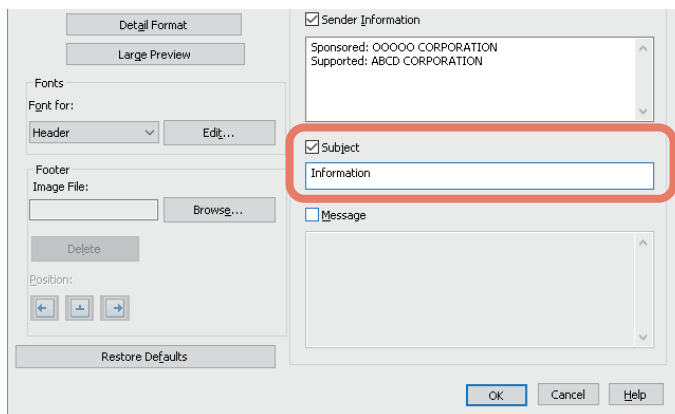 Detail Format
Large Preview
Fonts
Font for:
Header
Edit...
Footer
Image File:
Browse...
Delete
Position:
Restore Defaults
Sender Information
Sponsored: OOOOO CORPORATION
Supported: ABCD CORPORATION
Subject
Information
Message
OK
Cancel
Help